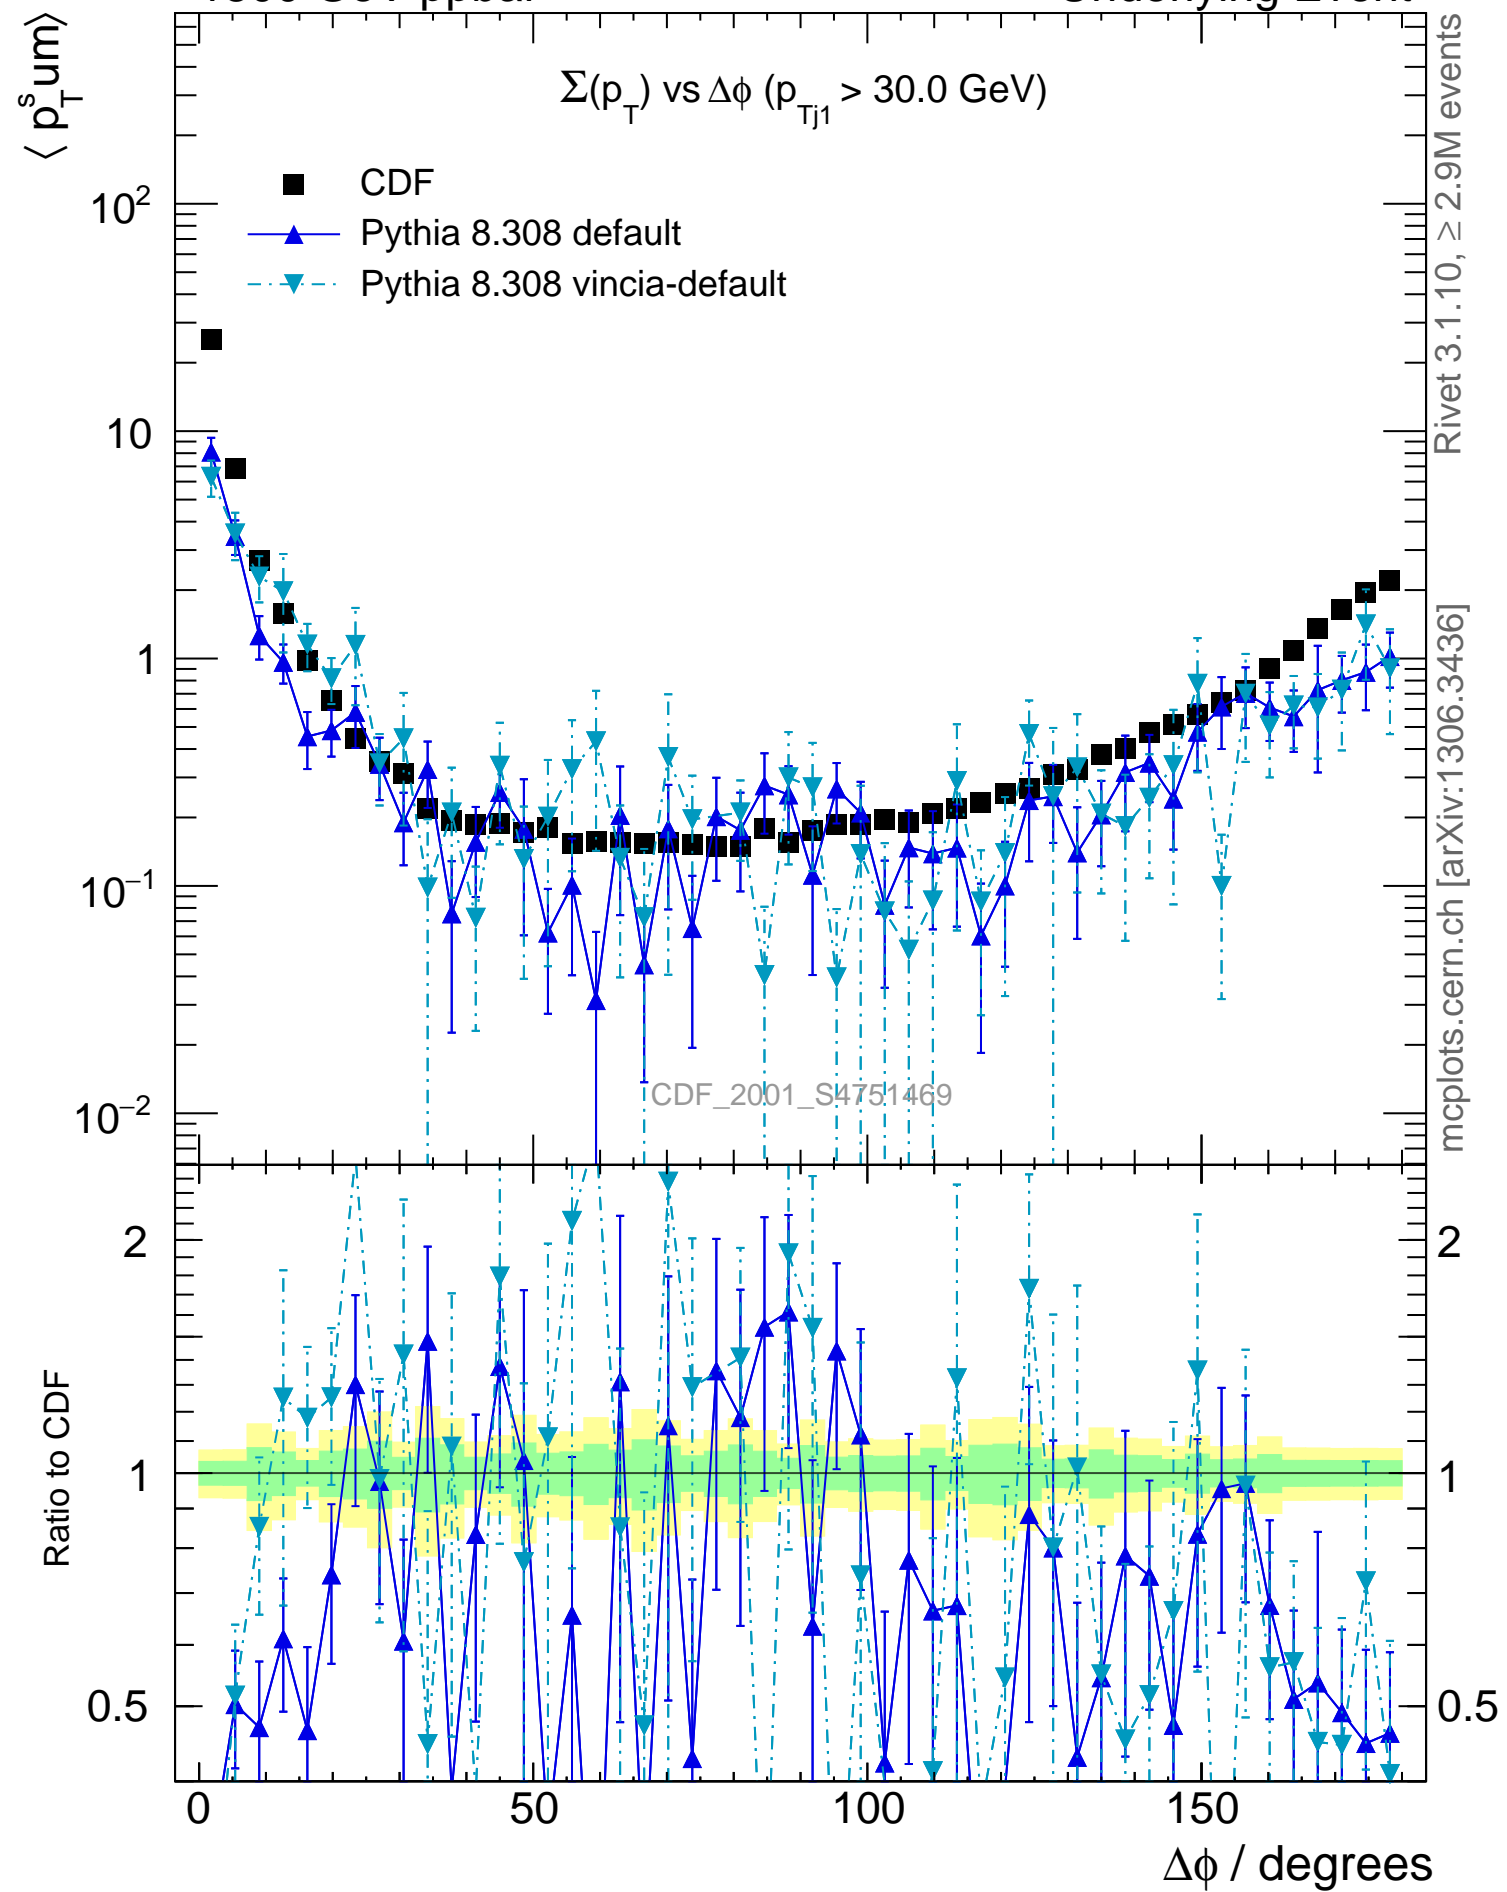 ⟨ p_T^s um⟩
Σ(p_T) vs Δϕ (p_Tj1 > 30.0 GeV)
CDF
Pythia 8.308 default
Pythia 8.308 vincia-default
10^2
10
1
10^−1
10^−2
CDF_2001_S4751469
Rivet 3.1.10, ≥ 2.9M events
mcplots.cern.ch [arXiv:1306.3436]
Ratio to CDF
2
1
0.5
2
1
0.5
0 50 100 150
Δϕ / degrees